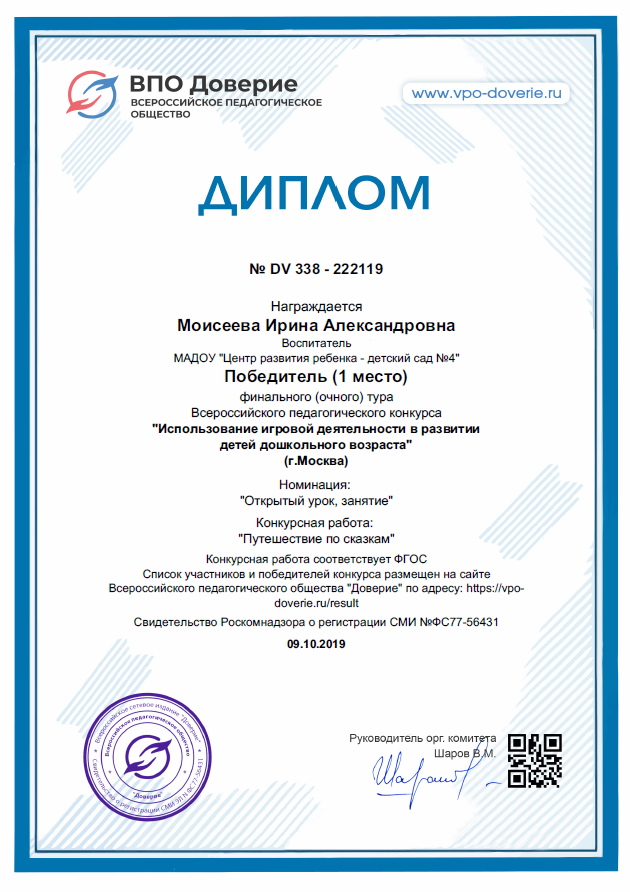 ВПО Доверие
ВСЕРОССИЙСКОЕ ПЕДАГОГИЧЕСКОЕ
ОБЩЕСТВО
www.vpo-doverie.ru
ДИПЛОМ
№ DV 338 - 222119
Награждается
Моисеева Ирина Александровна
Воспитатель
МАДОУ "Центр развития ребенка - детский сад №4"
Победитель (1 место)
финального (очного) тура
Всероссийского педагогического конкурса
"Использование игровой деятельности в развитии
детей дошкольного возраста"
(г.Москва)
Номинация:
"Открытый урок, занятие"
Конкурсная работа:
"Путешествие по сказкам"
Конкурсная работа соответствует ФГОС
Список участников и победителей конкурса размещен на сайте
Всероссийского педагогического общества "Доверие" по адресу: https://vpo-
doverie.ru/result
Свидетельство Роскомнадзора о регистрации СМИ №ФС77-56431
09.10.2019
Всероссийское сетевое издание "Доверие"
Свидетельство о регистрации СМИ ЭЛ № ФС 77-56431
Всероссийское педагогическое общество
"Доверие"
Руководитель орг. комитета
Шаров В.М.